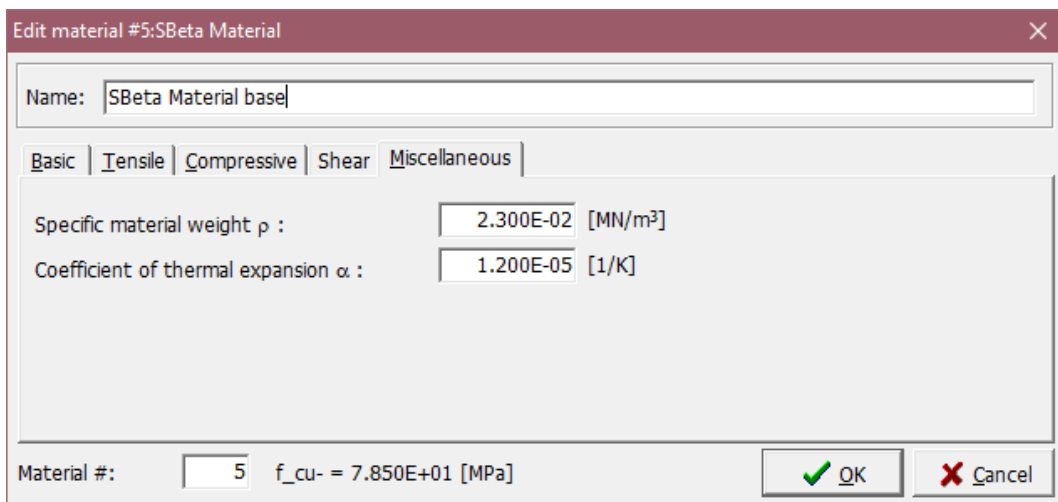 Edit material #5:SBeta Material
Name: SBeta Material base
Basic Tensile Compressive Shear Miscellaneous
Specific material weight ρ : 2.300E-02 [MN/m³]
Coefficient of thermal expansion α : 1.200E-05 [1/K]
Material #: 5 f_cu- = 7.850E+01 [MPa] OK Cancel